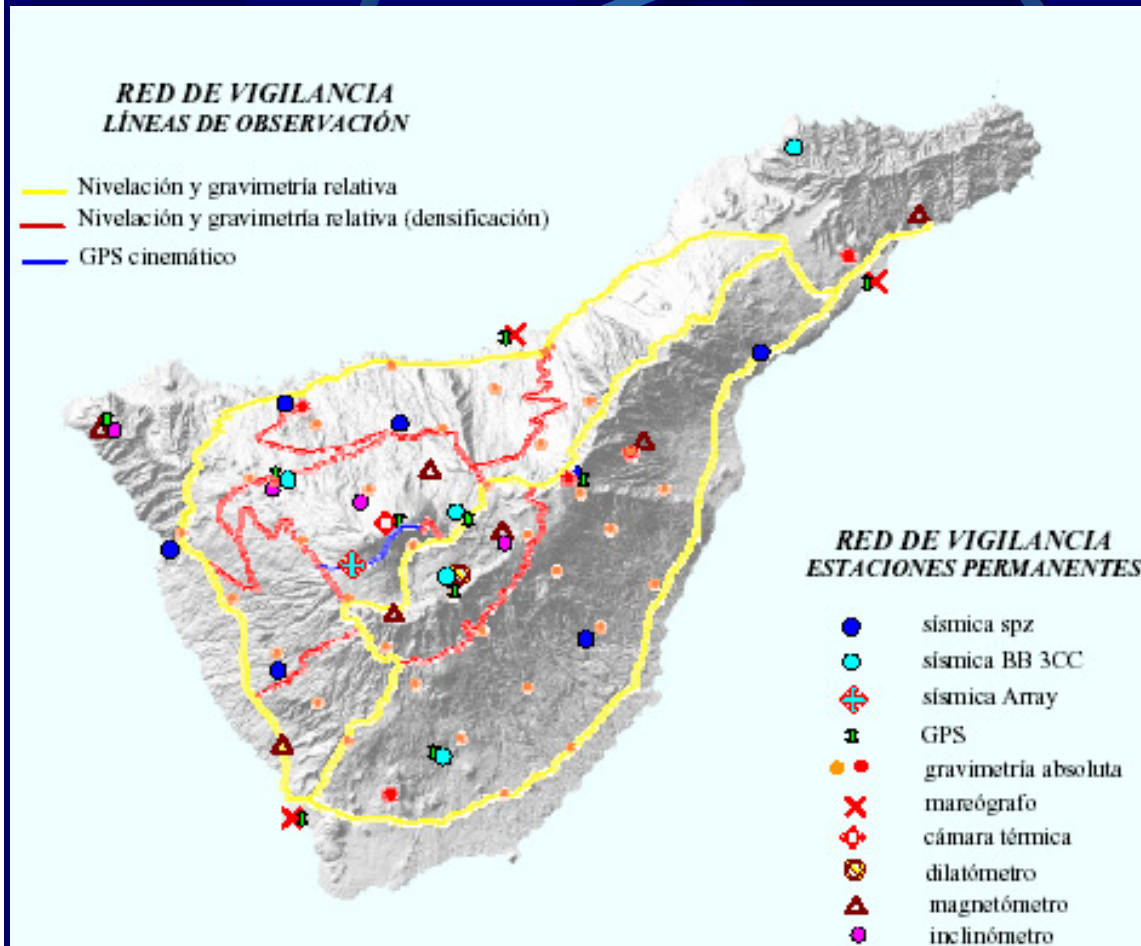 RED DE VIGILANCIA
LÍNEAS DE OBSERVACIÓN
Nivelación y gravimetría relativa
Nivelación y gravimetría relativa (densificación)
GPS cinemático
RED DE VIGILANCIA
ESTACIONES PERMANENTES
sísmica spz
sísmica BB 3CC
sísmica Array
GPS
gravimetría absoluta
mareógrafo
cámara térmica
dilatómetro
magnetómetro
inclinómetro